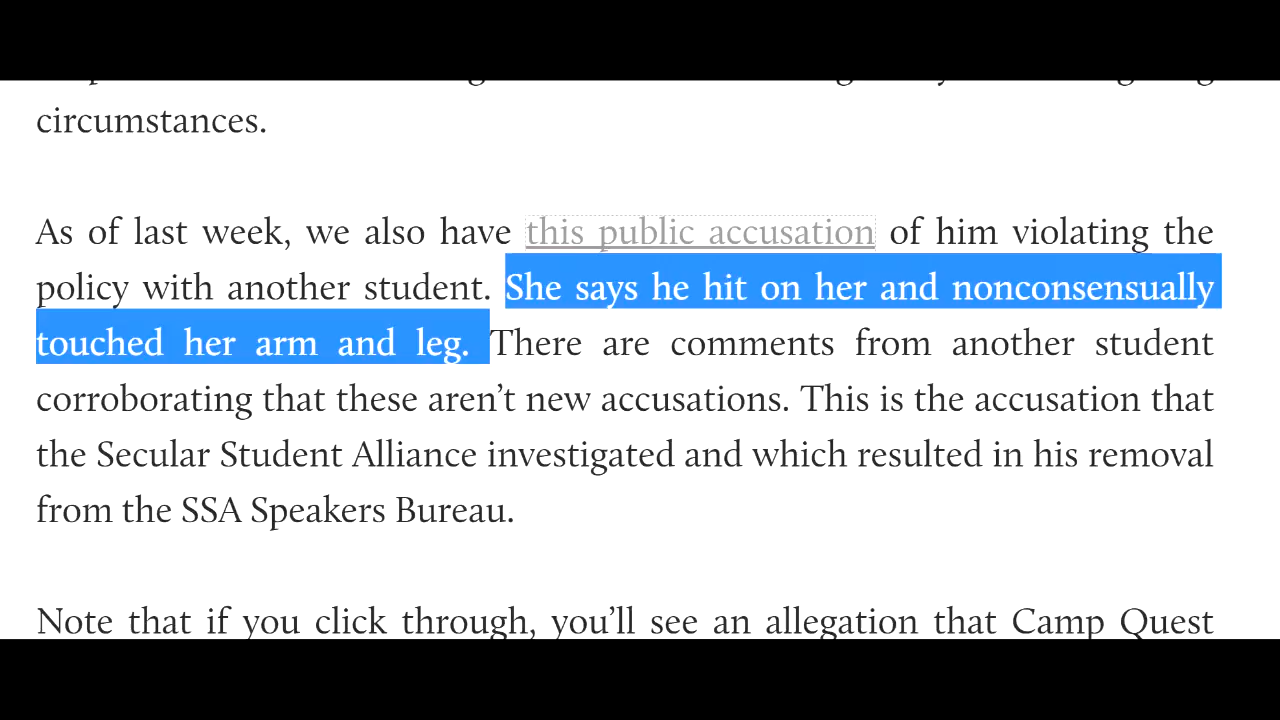 circumstances.
As of last week, we also have this public accusation of him violating the
policy with another student. She says he hit on her and nonconsensually
touched her arm and leg. There are comments from another student
corroborating that these aren’t new accusations. This is the accusation that
the Secular Student Alliance investigated and which resulted in his removal
from the SSA Speakers Bureau.
Note that if you click through, you’ll see an allegation that Camp Quest